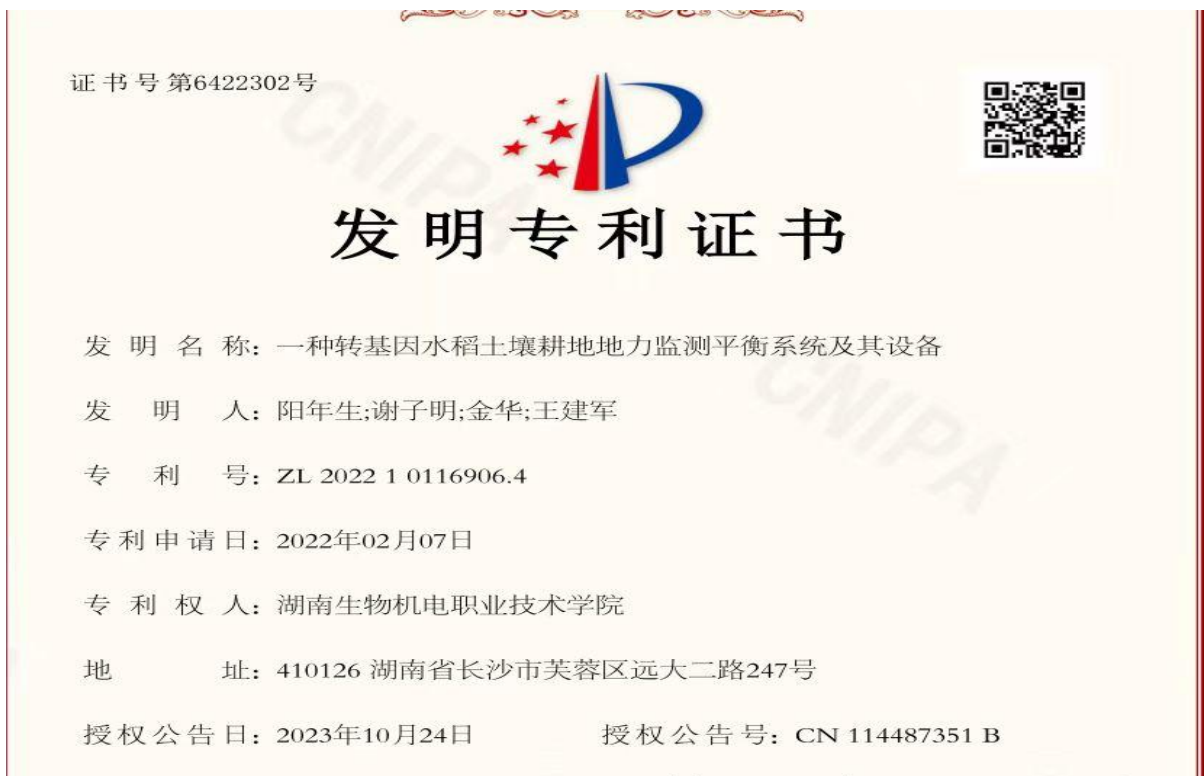 证书号第6422302号
发明专利证书
发明名称：一种转基因水稻土壤耕地地力监测平衡系统及其设备
发明人：阳年生;谢子明;金华;王建军
专利号：ZL 2022 1 0116906.4
专利申请日：2022年02月07日
专利权人：湖南生物机电职业技术学院
地址：410126 湖南省长沙市芙蓉区远大二路247号
授权公告日：2023年10月24日 授权公告号：CN 114487351 B
CNIPA
CNIPA